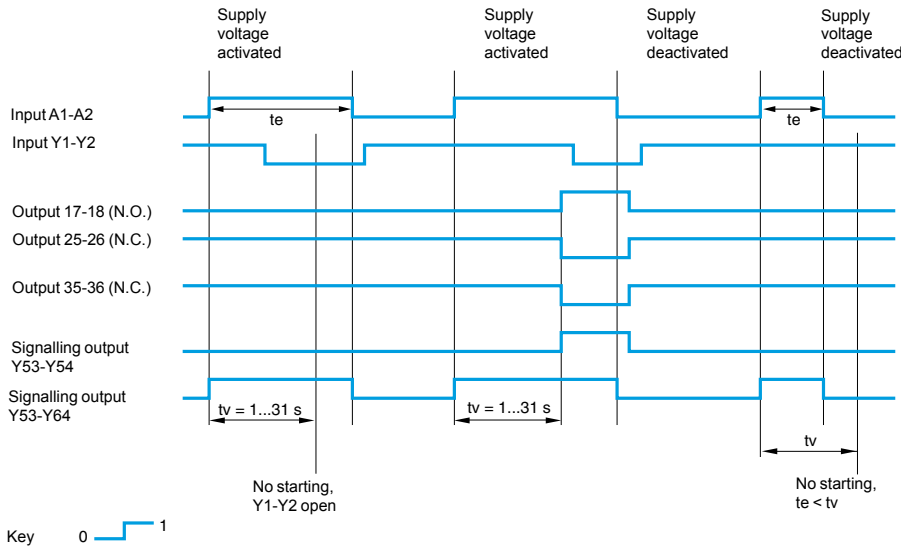 Supply
voltage
activated
Supply
voltage
activated
Supply
voltage
deactivated
Supply
voltage
deactivated
Input A1-A2
te
te
Input Y1-Y2
Output 17-18 (N.O.)
Output 25-26 (N.C.)
Output 35-36 (N.C.)
Signalling output
Y53-Y54
Signalling output
Y53-Y64
tv = 1...31 s
tv = 1...31 s
tv
No starting,
Y1-Y2 open
No starting,
te < tv
Key
0
1